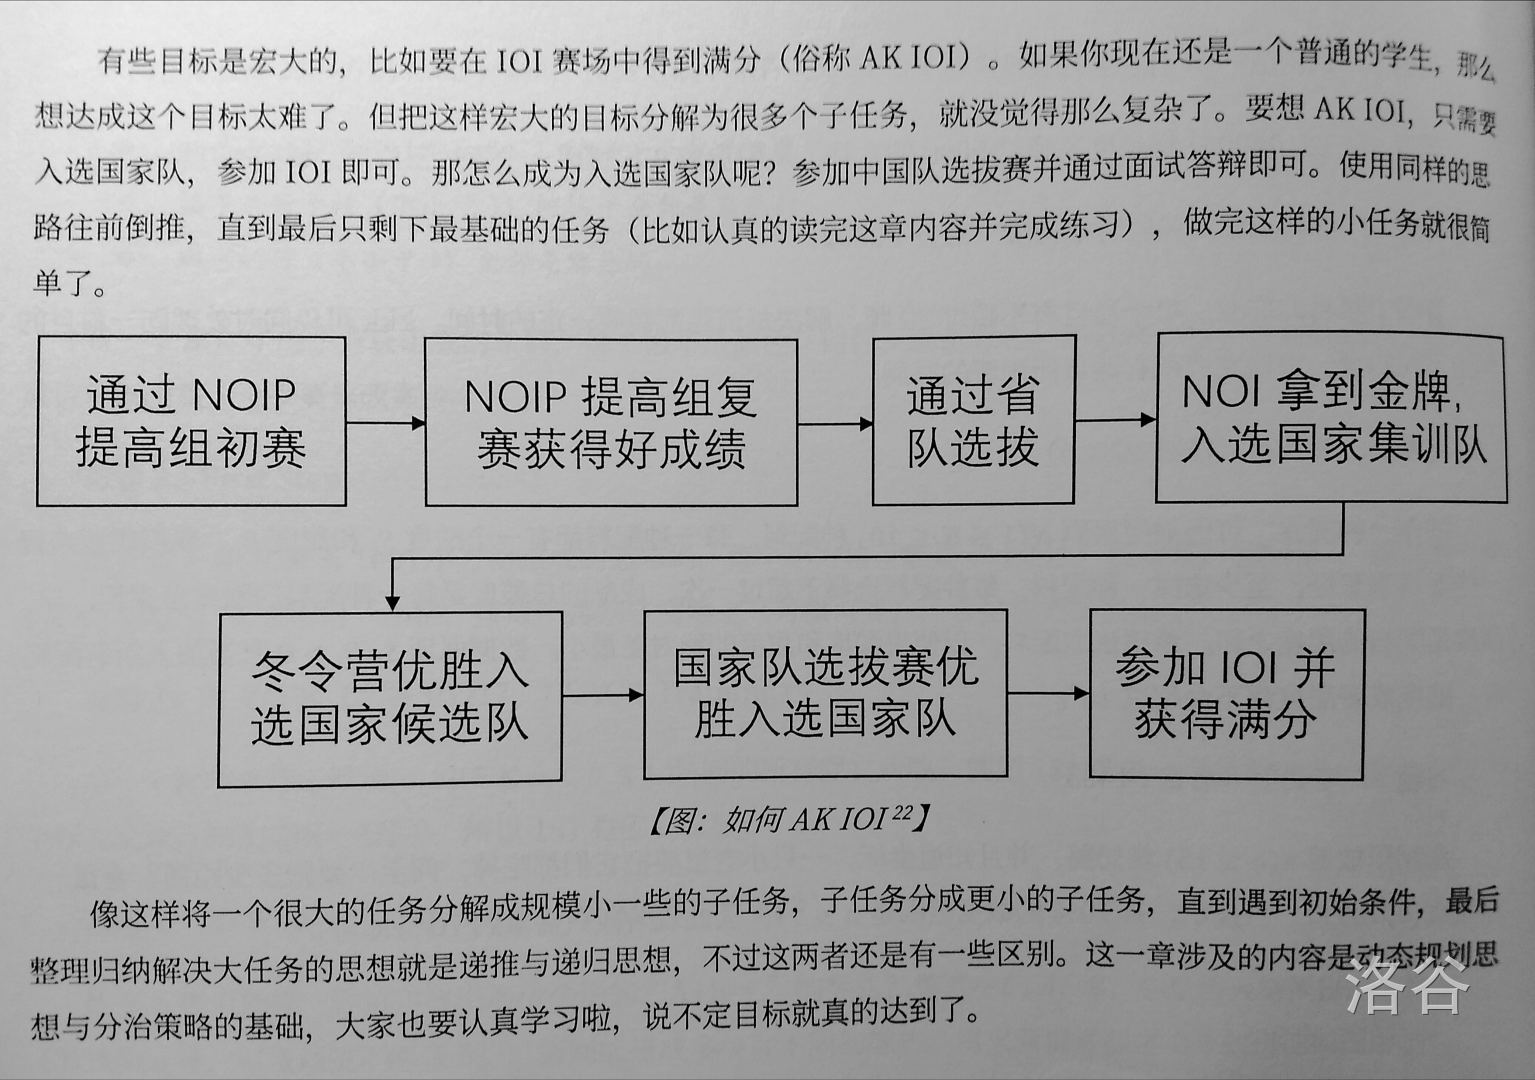 有些目标是宏大的，比如要在 IOI 赛场中得到满分（俗称 AK IOI）。如果你现在还是一个普通的学生，那么
想达成这个目标太难了。但把这样宏大的目标分解为很多个子任务，就没觉得那么复杂了。要想 AK IOI，只需要
入选国家队，参加 IOI 即可。那怎么成为入选国家队呢？参加中国队选拔赛并通过面试答辩即可。使用同样的思
路往前倒推，直到最后只剩下最基础的任务（比如认真的读完这章内容并完成练习），做完这样的小任务就很简
单了。
通过 NOIP
提高组初赛
NOIP 提高组复
赛获得好成绩
通过省
队选拔
NOI 拿到金牌，
入选国家集训队
冬令营优胜入
选国家候选队
国家队选拔赛优
胜入选国家队
参加 IOI 并
获得满分
【图：如何 AK IOI 22】
像这样将一个很大的任务分解成规模小一些的子任务，子任务分成更小的子任务，直到遇到初始条件，最后
整理归纳解决大任务的思想就是递推与递归思想，不过这两者还是有一些区别。这一章涉及的内容是动态规划思
想与分治策略的基础，大家也要认真学习啦，说不定目标就真的达到了。
洛谷